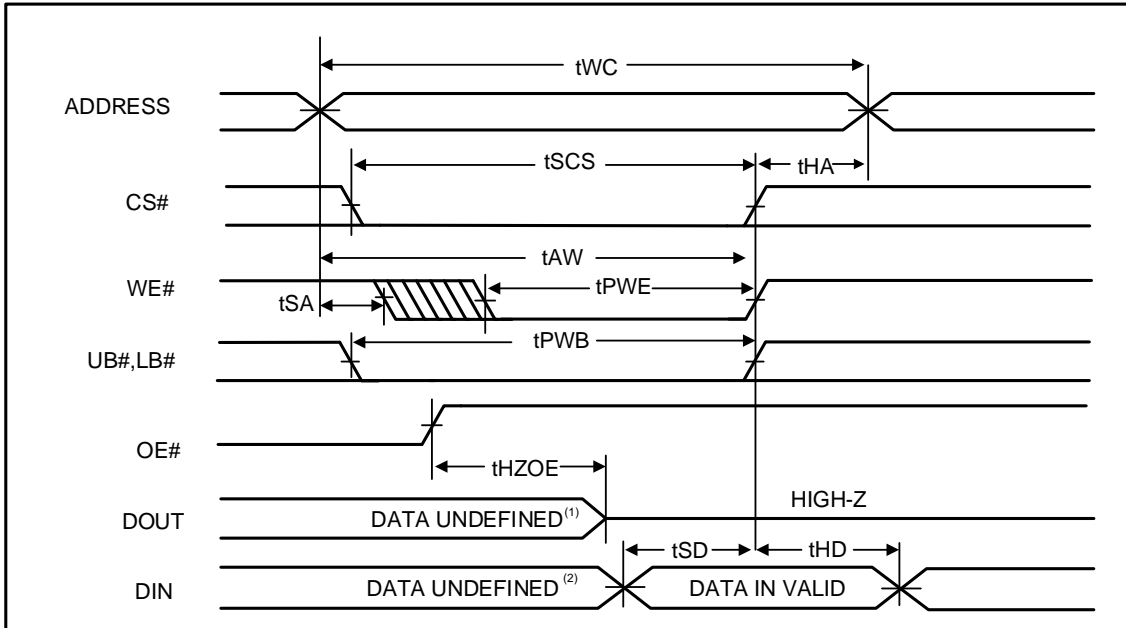 tWC
ADDRESS
tSCS
tHA
CS#
tAW
WE#
tSA
tPWE
tPWB
UB#,LB#
OE#
tHZOE
HIGH-Z
DOUT
DATA UNDEFINED(1)
tSD
tHD
DIN
DATA UNDEFINED (2)
DATA IN VALID